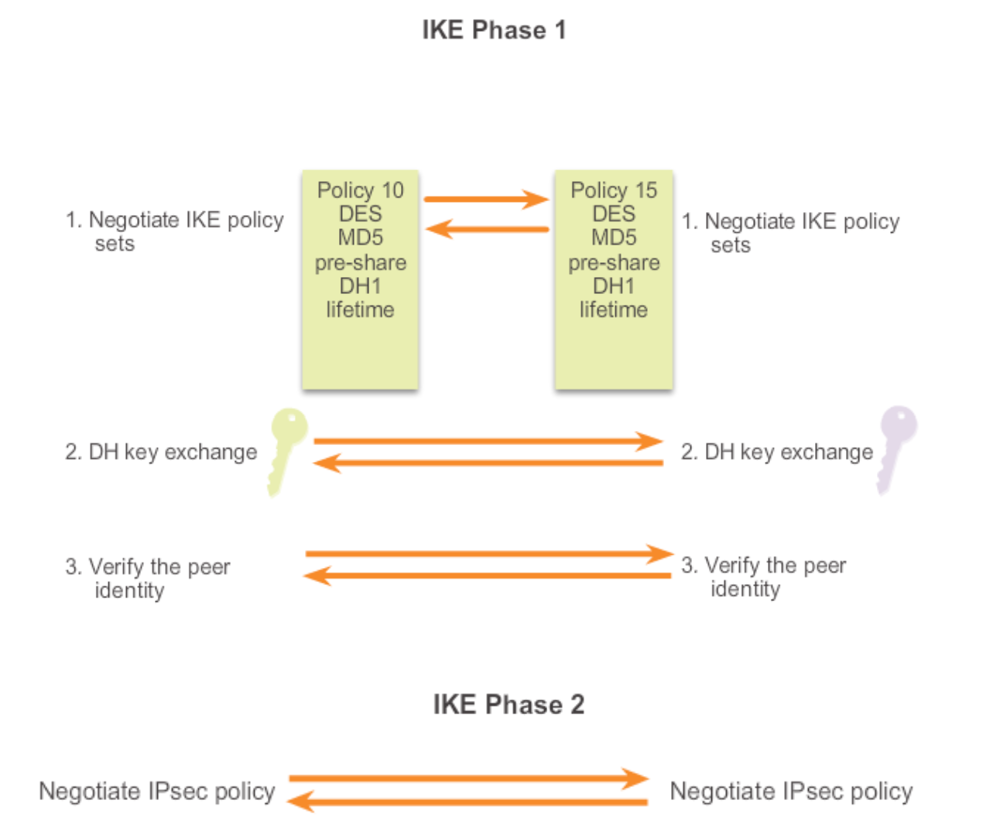 IKE Phase 1
1. Negotiate IKE policy
sets
Policy 10
DES
MD5
pre-share
DH1
lifetime
Policy 15
DES
MD5
pre-share
DH1
lifetime
1. Negotiate IKE policy
sets
2. DH key exchange
2. DH key exchange
3. Verify the peer
identity
3. Verify the peer
identity
IKE Phase 2
Negotiate IPsec policy
Negotiate IPsec policy